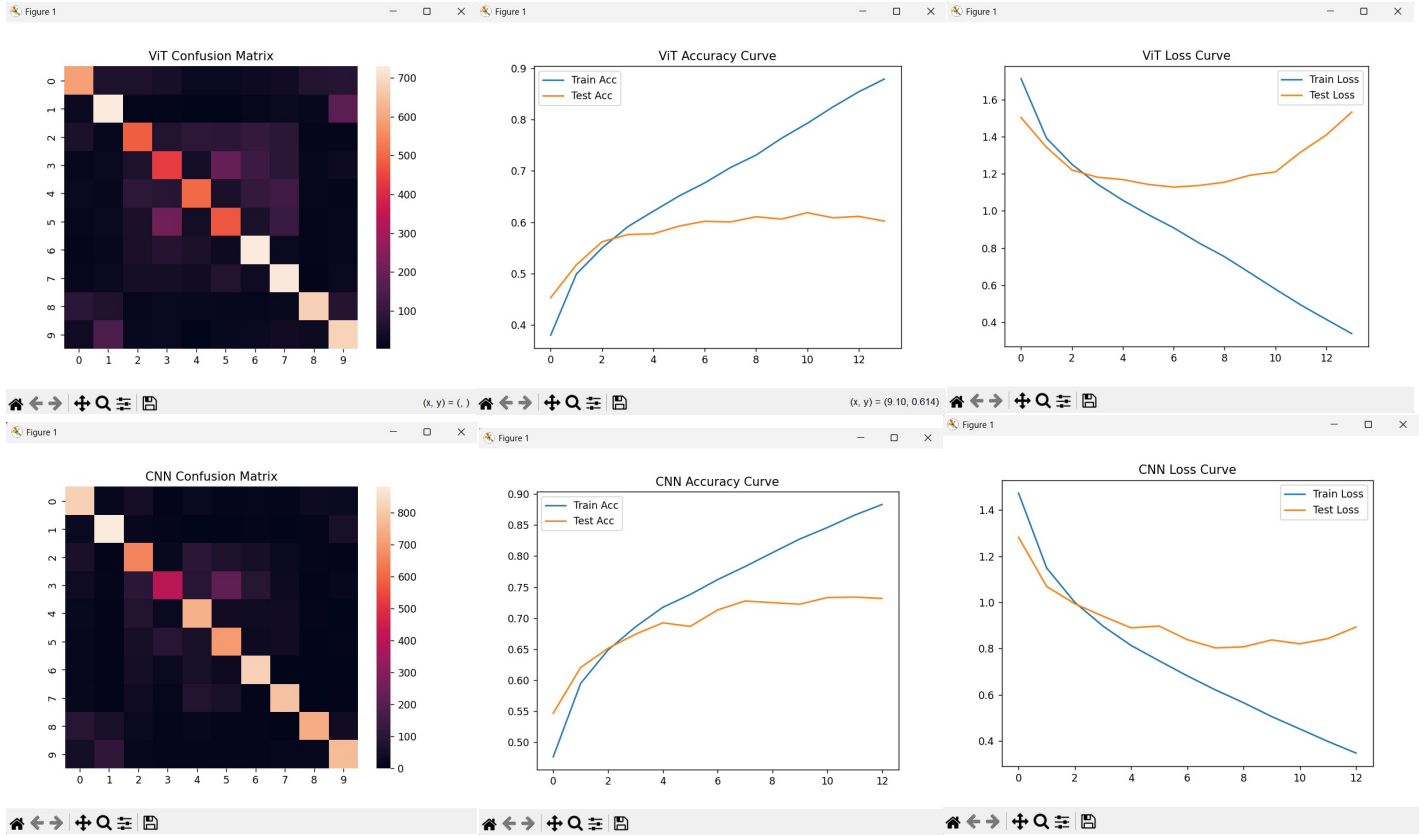 Figure 1
ViT Confusion Matrix
0
1
2
3
4
5
6
7
8
9
0 1 2 3 4 5 6 7 8 9
700
600
500
400
300
200
100
(x, y) = (, )
Figure 1
ViT Accuracy Curve
Train Acc
Test Acc
0.9
0.8
0.7
0.6
0.5
0.4
0 2 4 6 8 10 12
(x, y) = (9.10, 0.614)
Figure 1
ViT Loss Curve
Train Loss
Test Loss
1.6
1.4
1.2
1.0
0.8
0.6
0.4
0 2 4 6 8 10 12
Figure 1
CNN Confusion Matrix
0
1
2
3
4
5
6
7
8
9
0 1 2 3 4 5 6 7 8 9
800
700
600
500
400
300
200
100
0
Figure 1
CNN Accuracy Curve
Train Acc
Test Acc
0.90
0.85
0.80
0.75
0.70
0.65
0.60
0.55
0.50
0 2 4 6 8 10 12
Figure 1
CNN Loss Curve
Train Loss
Test Loss
1.4
1.2
1.0
0.8
0.6
0.4
0 2 4 6 8 10 12